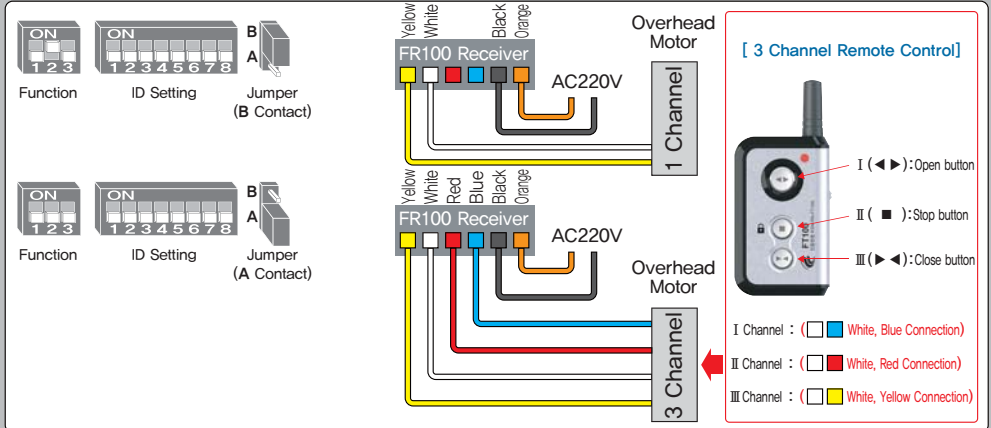 ON
1 2 3
Function
ON
1 2 3 4 5 6 7 8
ID Setting
B
A
Jumper
(B Contact)
Yellow
White
Black
Orange
FR100 Receiver
AC220V
Overhead
Motor
1 Channel
ON
1 2 3
Function
ON
1 2 3 4 5 6 7 8
ID Setting
B
A
Jumper
(A Contact)
Yellow
White
Red
Blue
Black
Orange
FR100 Receiver
AC220V
Overhead
Motor
3 Channel
[ 3 Channel Remote Control]
FT100
Ⅰ (◄ ►):Open button
Ⅱ ( ■ ):Stop button
Ⅲ (► ◄):Close button
Ⅰ Channel : ( White, Blue Connection)
Ⅱ Channel : ( White, Red Connection)
Ⅲ Channel : ( White, Yellow Connection)